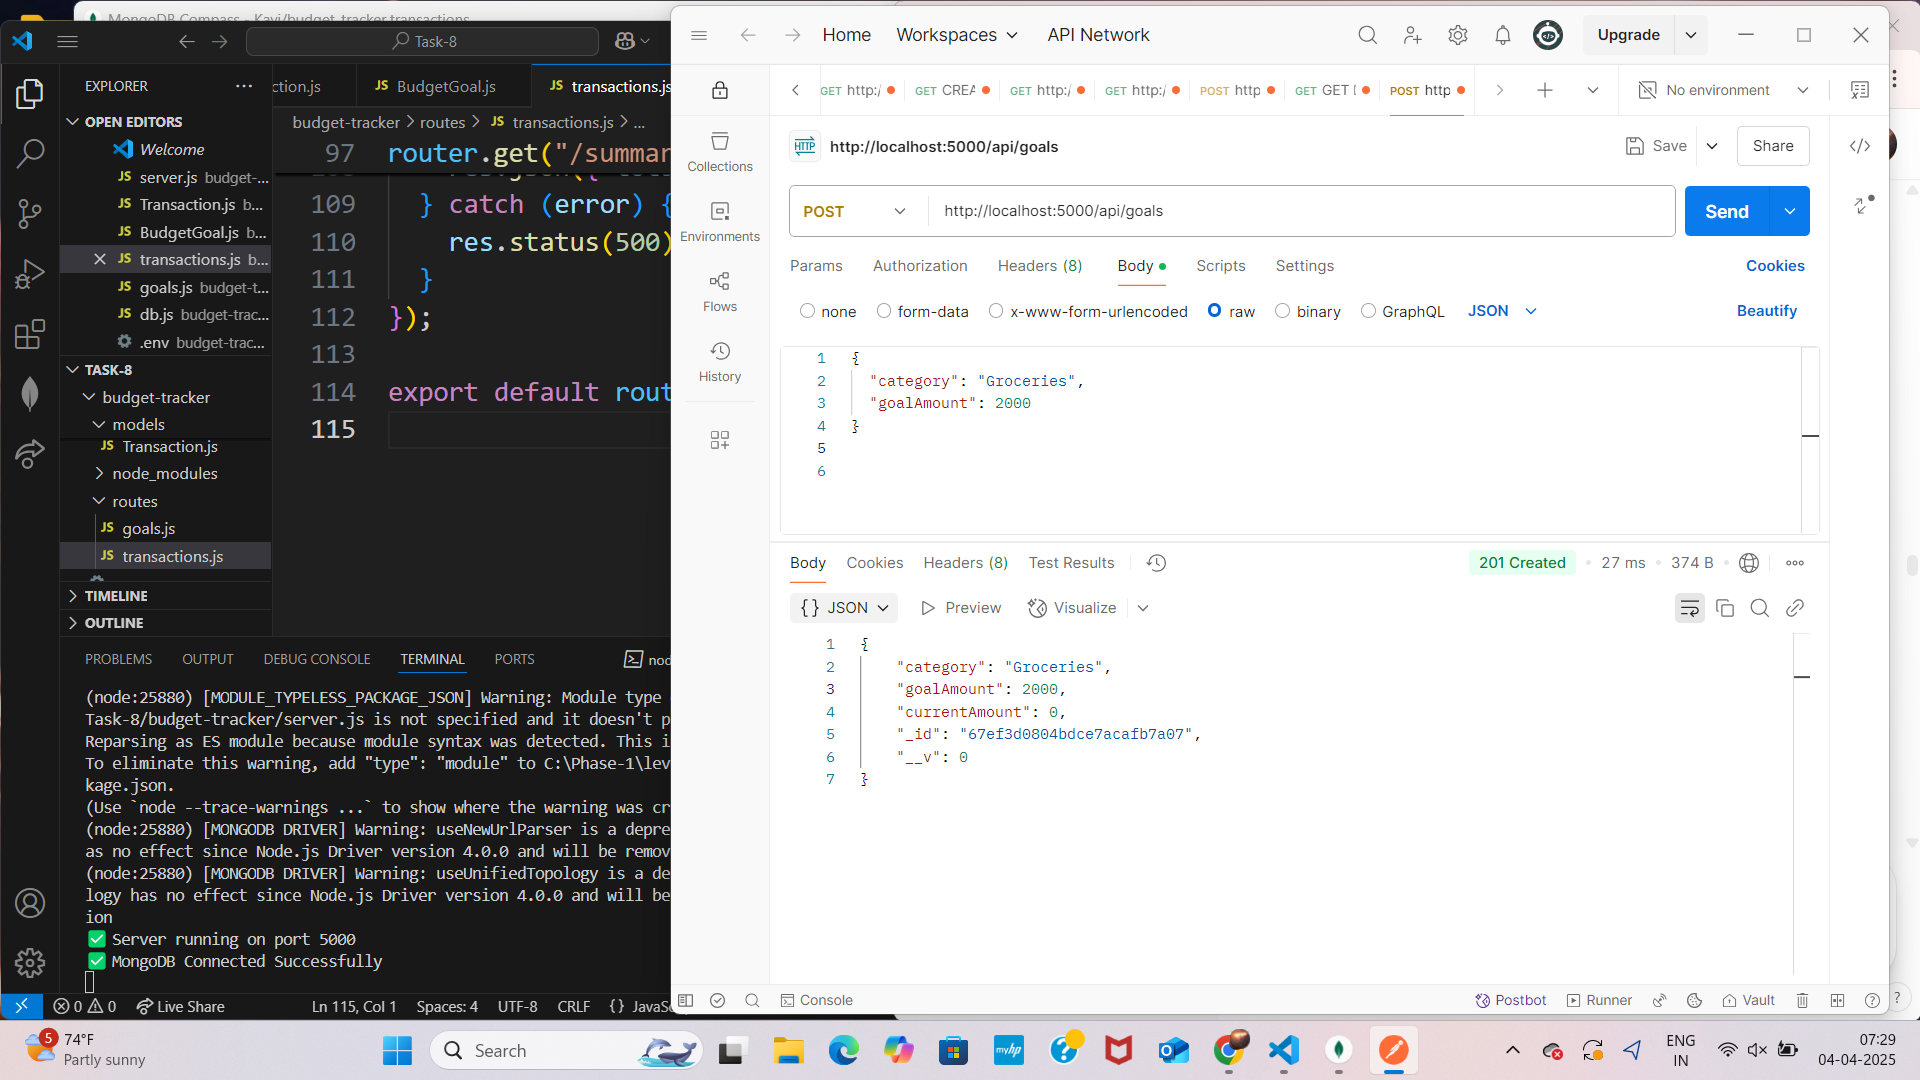 MongoDB Compass - Kavi/budget-tracker.transactions
Task-8
EXPLORER
ction.js
BudgetGoal.js
transactions.js
OPEN EDITORS
Welcome
server.js budget-...
Transaction.js b...
BudgetGoal.js b...
transactions.js b...
goals.js budget-t...
db.js budget-trac...
.env budget-trac...
TASK-8
budget-tracker
models
Transaction.js
node_modules
routes
goals.js
transactions.js
TIMELINE
OUTLINE
budget-tracker > routes > JS transactions.js > ...
97 router.get("/summar
109 } catch (error) {
110 res.status(500)
111 }
112 });
113
114 export default rout
115
PROBLEMS OUTPUT DEBUG CONSOLE TERMINAL PORTS
(node:25880) [MODULE_TYPELESS_PACKAGE_JSON] Warning: Module type
Task-8/budget-tracker/server.js is not specified and it doesn't p
Reparsing as ES module because module syntax was detected. This i
To eliminate this warning, add "type": "module" to C:\Phase-1\lev
kage.json.
(Use `node --trace-warnings ...` to show where the warning was cr
(node:25880) [MONGODB DRIVER] Warning: useNewUrlParser is a depre
as no effect since Node.js Driver version 4.0.0 and will be remov
(node:25880) [MONGODB DRIVER] Warning: useUnifiedTopology is a de
logy has no effect since Node.js Driver version 4.0.0 and will be
ion
✅ Server running on port 5000
✅ MongoDB Connected Successfully
0 0 Live Share Ln 115, Col 1 Spaces: 4 UTF-8 CRLF {} JavaSc
Home Workspaces API Network Upgrade
GET http:/ GET CREA GET http:/ GET http:/ POST http GET GET POST http No environment
Collections
Environments
Flows
History
HTTP http://localhost:5000/api/goals Save Share
POST http://localhost:5000/api/goals Send
Params Authorization Headers (8) Body Scripts Settings Cookies
none form-data x-www-form-urlencoded raw binary GraphQL JSON Beautify
1 {
2 "category": "Groceries",
3 "goalAmount": 2000
4 }
5
6
Body Cookies Headers (8) Test Results 201 Created 27 ms 374 B
{} JSON Preview Visualize
1 {
2 "category": "Groceries",
3 "goalAmount": 2000,
4 "currentAmount": 0,
5 "_id": "67ef3d0804bdce7acafb7a07",
6 "__v": 0
7 }
Console Postbot Runner Vault
5 74°F
Partly sunny
Search
myhp
ENG
IN
07:29
04-04-2025